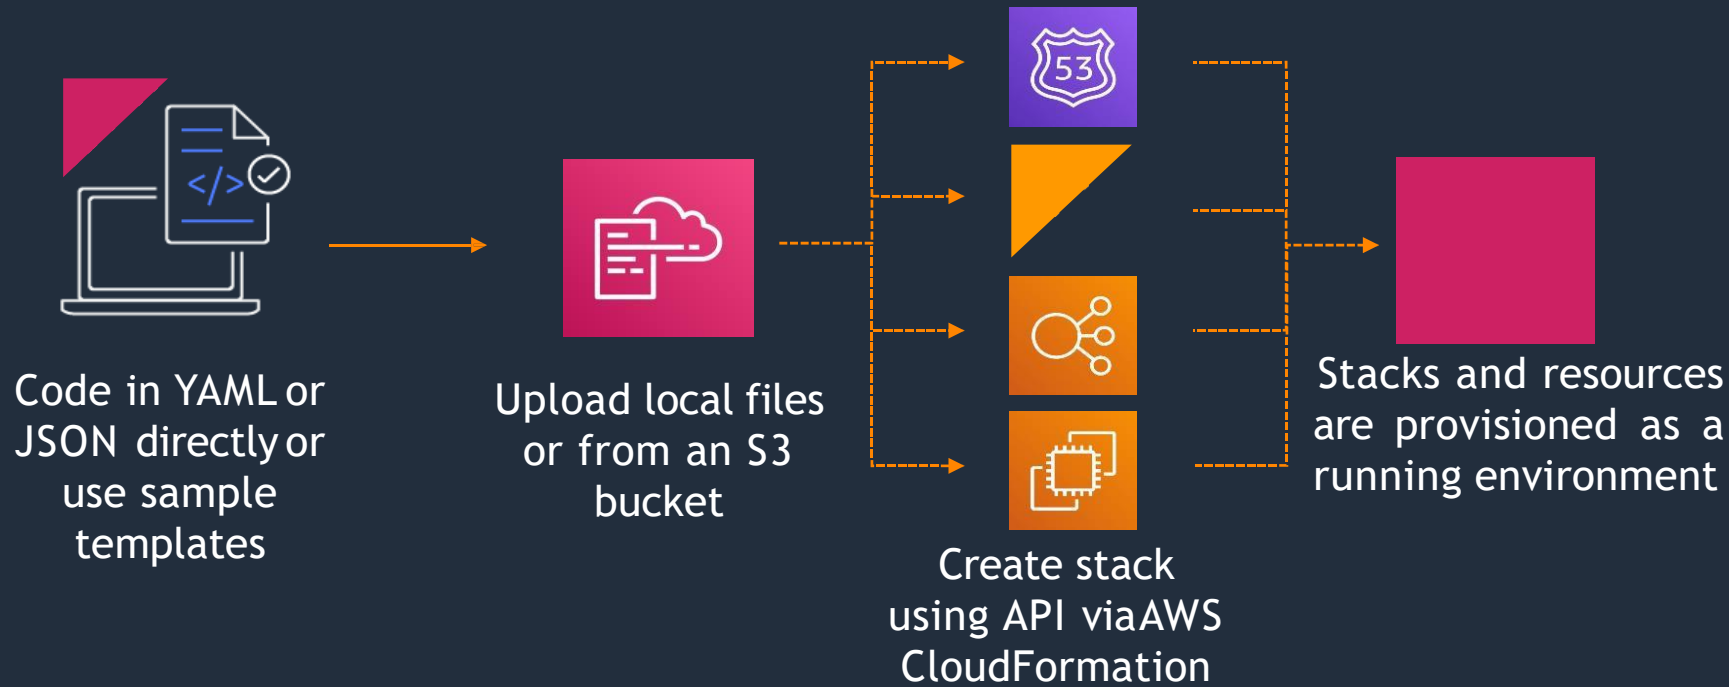 53
</>
Code in YAML or
JSON directly or
use sample
templates
Upload local files
or from an S3
bucket
Create stack
using API viaAWS
CloudFormation
Stacks and resources
are provisioned as a
running environment